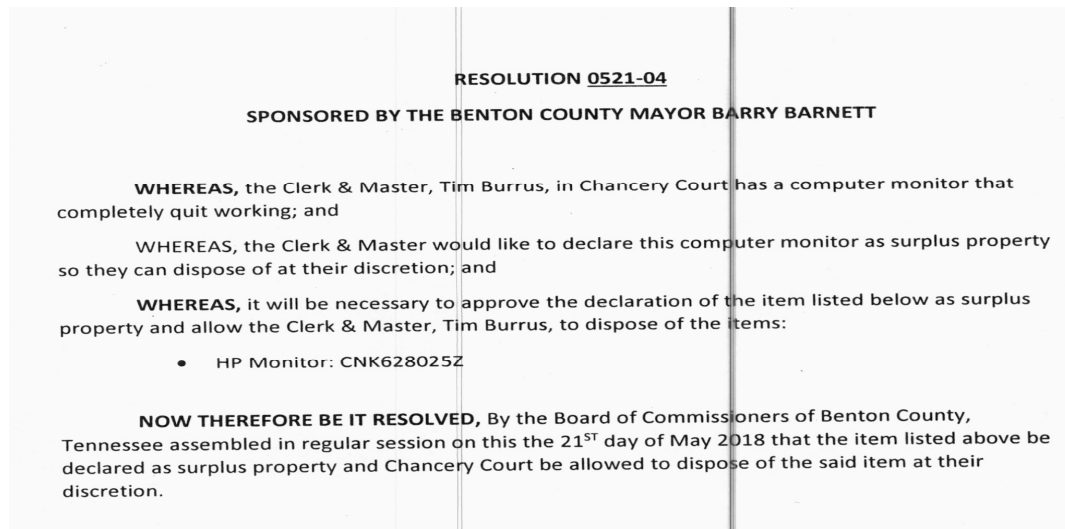 RESOLUTION 0521-04
SPONSORED BY THE BENTON COUNTY MAYOR BARRY BARNETT
WHEREAS, the Clerk & Master, Tim Burrus, in Chancery Court has a computer monitor that
completely quit working; and
WHEREAS, the Clerk & Master would like to declare this computer monitor as surplus property
so they can dispose of at their discretion; and
WHEREAS, it will be necessary to approve the declaration of the item listed below as surplus
property and allow the Clerk & Master, Tim Burrus, to dispose of the items:
• HP Monitor: CNK628025Z
NOW THEREFORE BE IT RESOLVED, By the Board of Commissioners of Benton County,
Tennessee assembled in regular session on this the 21ST day of May 2018 that the item listed above be
declared as surplus property and Chancery Court be allowed to dispose of the said item at their
discretion.